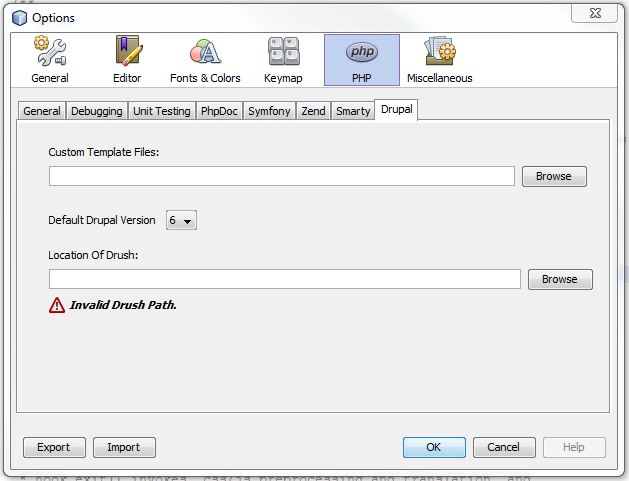 Options
General Editor Fonts & Colors Keymap PHP Miscellaneous
General Debugging Unit Testing PhpDoc Symfony Zend Smarty Drupal
Custom Template Files:
Browse
Default Drupal Version 6
Location Of Drush:
Browse
Invalid Drush Path.
Export Import OK Cancel Help
* hook_exit() invokes, css/js preprocessing and translation, and